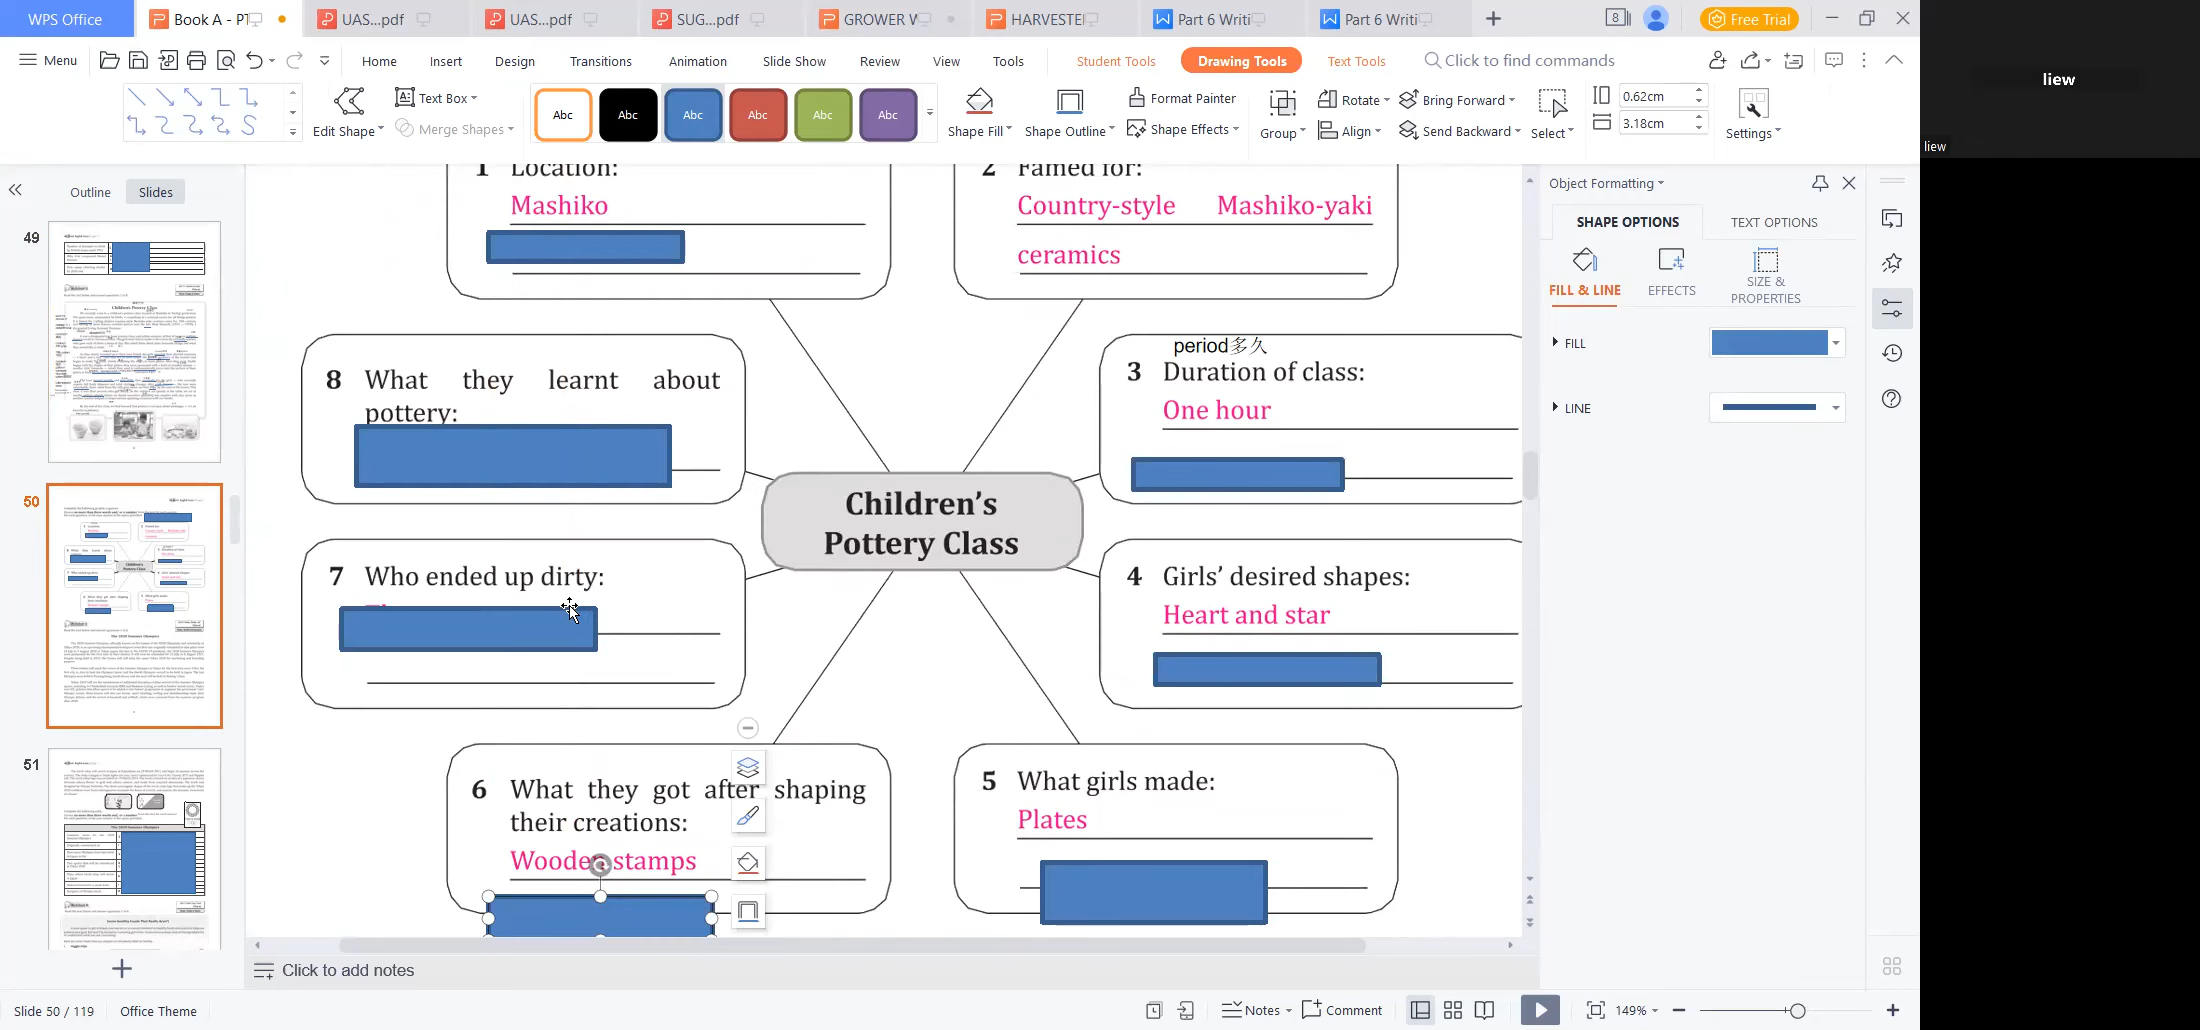 WPS Office
Book A - PT
UAS...pdf
UAS...pdf
SUG...pdf
GROWER W
HARVESTE
Part 6 Writi
Part 6 Writi
8
Free Trial
Menu
Home
Insert
Design
Transitions
Animation
Slide Show
Review
View
Tools
Student Tools
Drawing Tools
Text Tools
Click to find commands
Edit Shape
Text Box
Merge Shapes
Abc
Abc
Abc
Abc
Abc
Abc
Shape Fill
Shape Outline
Format Painter
Shape Effects
Group
Rotate
Align
Bring Forward
Send Backward
Select
0.62cm
3.18cm
Settings
liew
liew
Outline
Slides
49
50
51
1 Location:
Mashiko
2 Famed for:
Country-style Mashiko-yaki
ceramics
8 What they learnt about
pottery:
period多久
3 Duration of class:
One hour
Children's
Pottery Class
7 Who ended up dirty:
4 Girls' desired shapes:
Heart and star
6 What they got after shaping
their creations:
Wooden stamps
5 What girls made:
Plates
Object Formatting
SHAPE OPTIONS
TEXT OPTIONS
FILL & LINE
EFFECTS
SIZE &
PROPERTIES
FILL
LINE
Click to add notes
Slide 50 / 119
Office Theme
Notes
Comment
149%